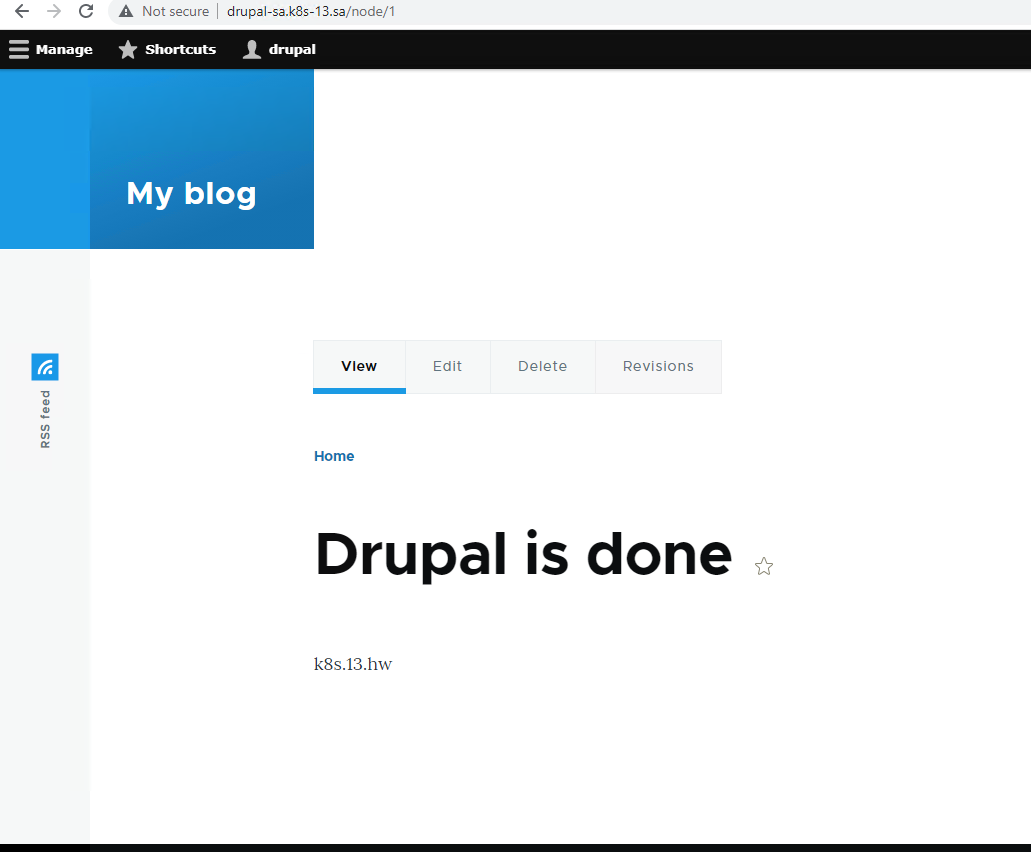 Not secure | drupal-sa.k8s-13.sa/node/1
Manage Shortcuts drupal
My blog
View Edit Delete Revisions
RSS feed
Home
Drupal is done
k8s.13.hw